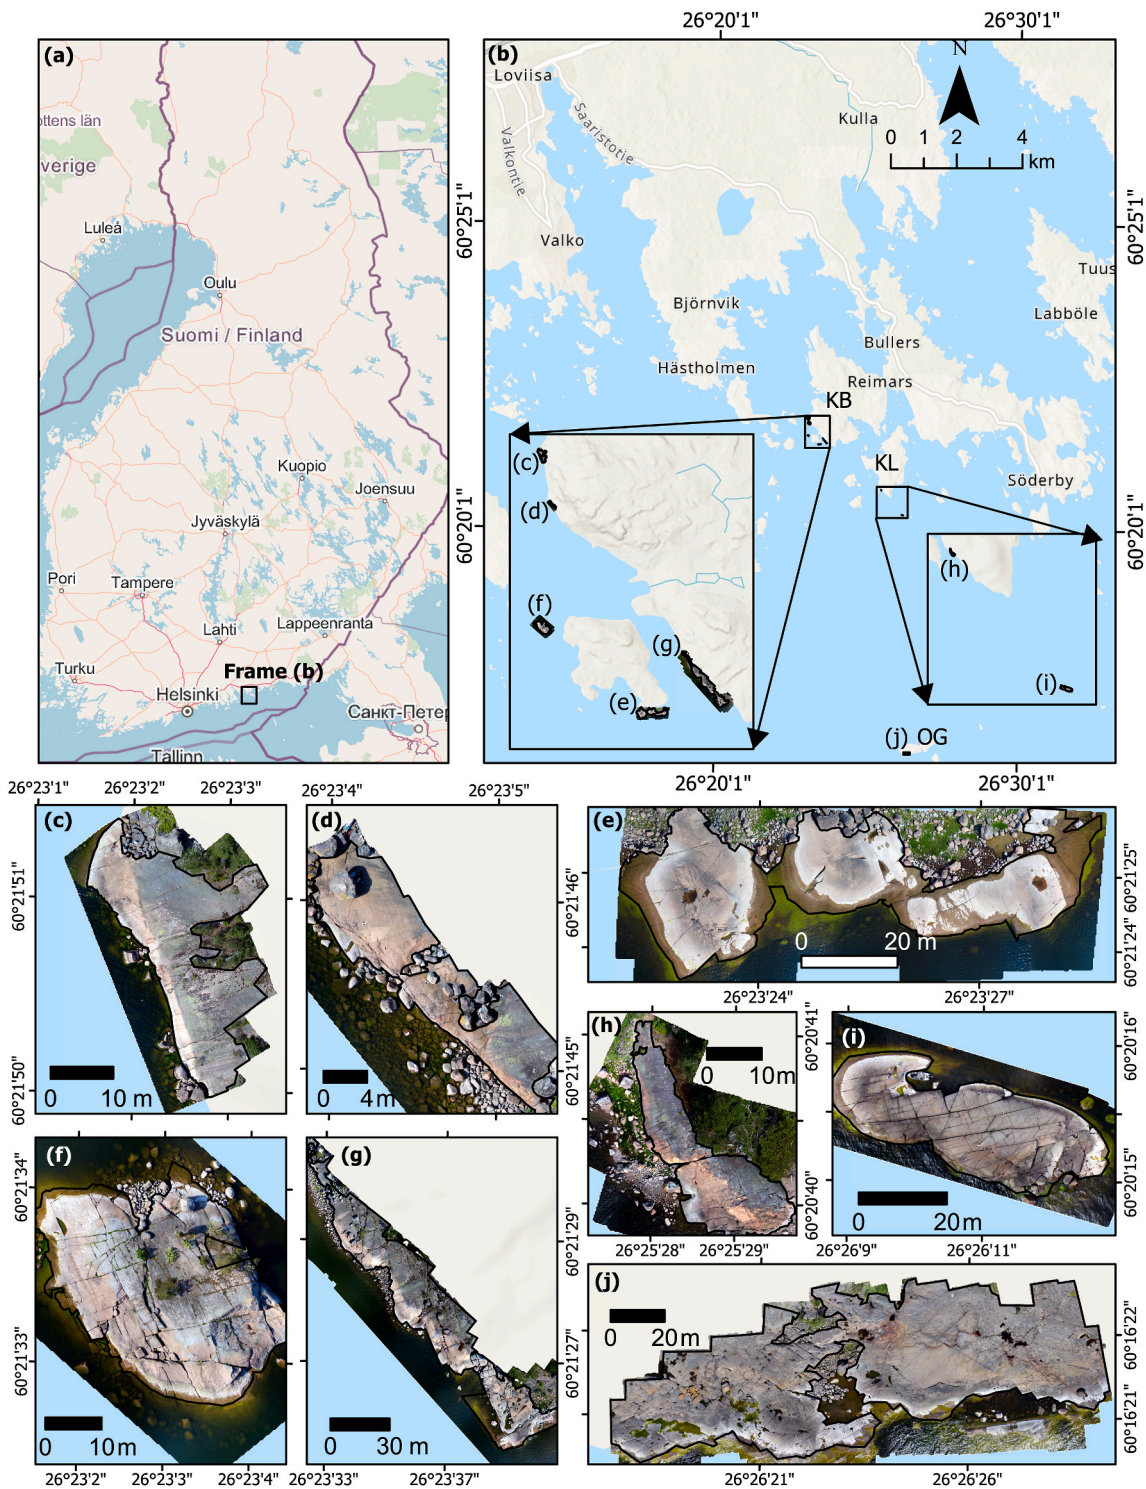 26°20'1"
26°30'1"
(a)
ottens län
verige
Luleå
Oulu
Suomi / Finland
Kuopio
Joensuu
Jyväskylä
Pori
Tampere
Lahti
Lappeenranta
Turku
Frame (b)
Helsinki
Санкт-Петер
Tallinn
(b)
N
Loviisa
Saaristotie
Valkontie
Kulla
0 1 2 4
km
Valko
Tuus
Björnvik
Labböle
Bullers
Hästholmen
Reimars
KB
KL
Söderby
(c)
(d)
(f)
(g)
(e)
(h)
(i)
(j) OG
60°25'1"
60°20'1"
60°25'1"
60°20'1"
26°20'1"
26°30'1"
26°23'1"
26°23'2"
26°23'3"
(c)
60°21'51"
60°21'50"
0 10 m
26°23'4"
26°23'5"
(d)
60°21'46"
60°21'45"
0 4 m
26°20'1"
26°30'1"
(e)
60°21'25"
60°21'24"
0 20 m
26°23'24"
26°23'27"
(h)
60°20'41"
60°20'40"
0 10m
26°25'28"
26°25'29"
(i)
60°20'16"
60°20'15"
0 20m
26°26'9"
26°26'11"
(f)
60°21'34"
60°21'33"
0 10m
26°23'2"
26°23'3"
26°23'4"
(g)
60°21'29"
60°21'27"
0 30 m
26°23'33"
26°23'37"
(j)
60°16'22"
60°16'21"
0 20m
26°26'21"
26°26'26"